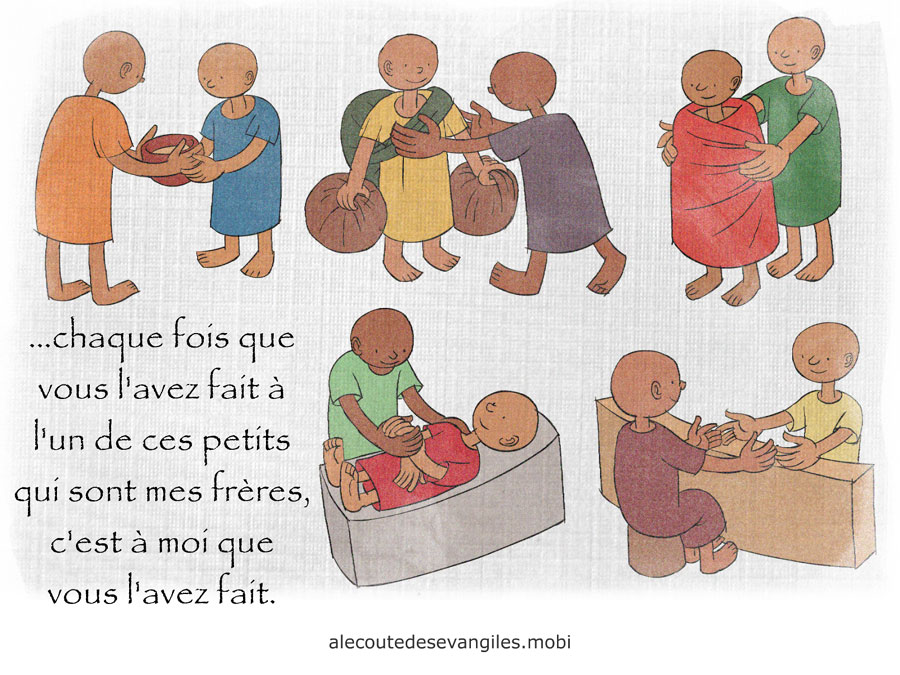 ...chaque fois que
vous l'avez fait à
l'un de ces petits
qui sont mes frères,
c'est à moi que
vous l'avez fait.
alecoutedesevangiles.mobi